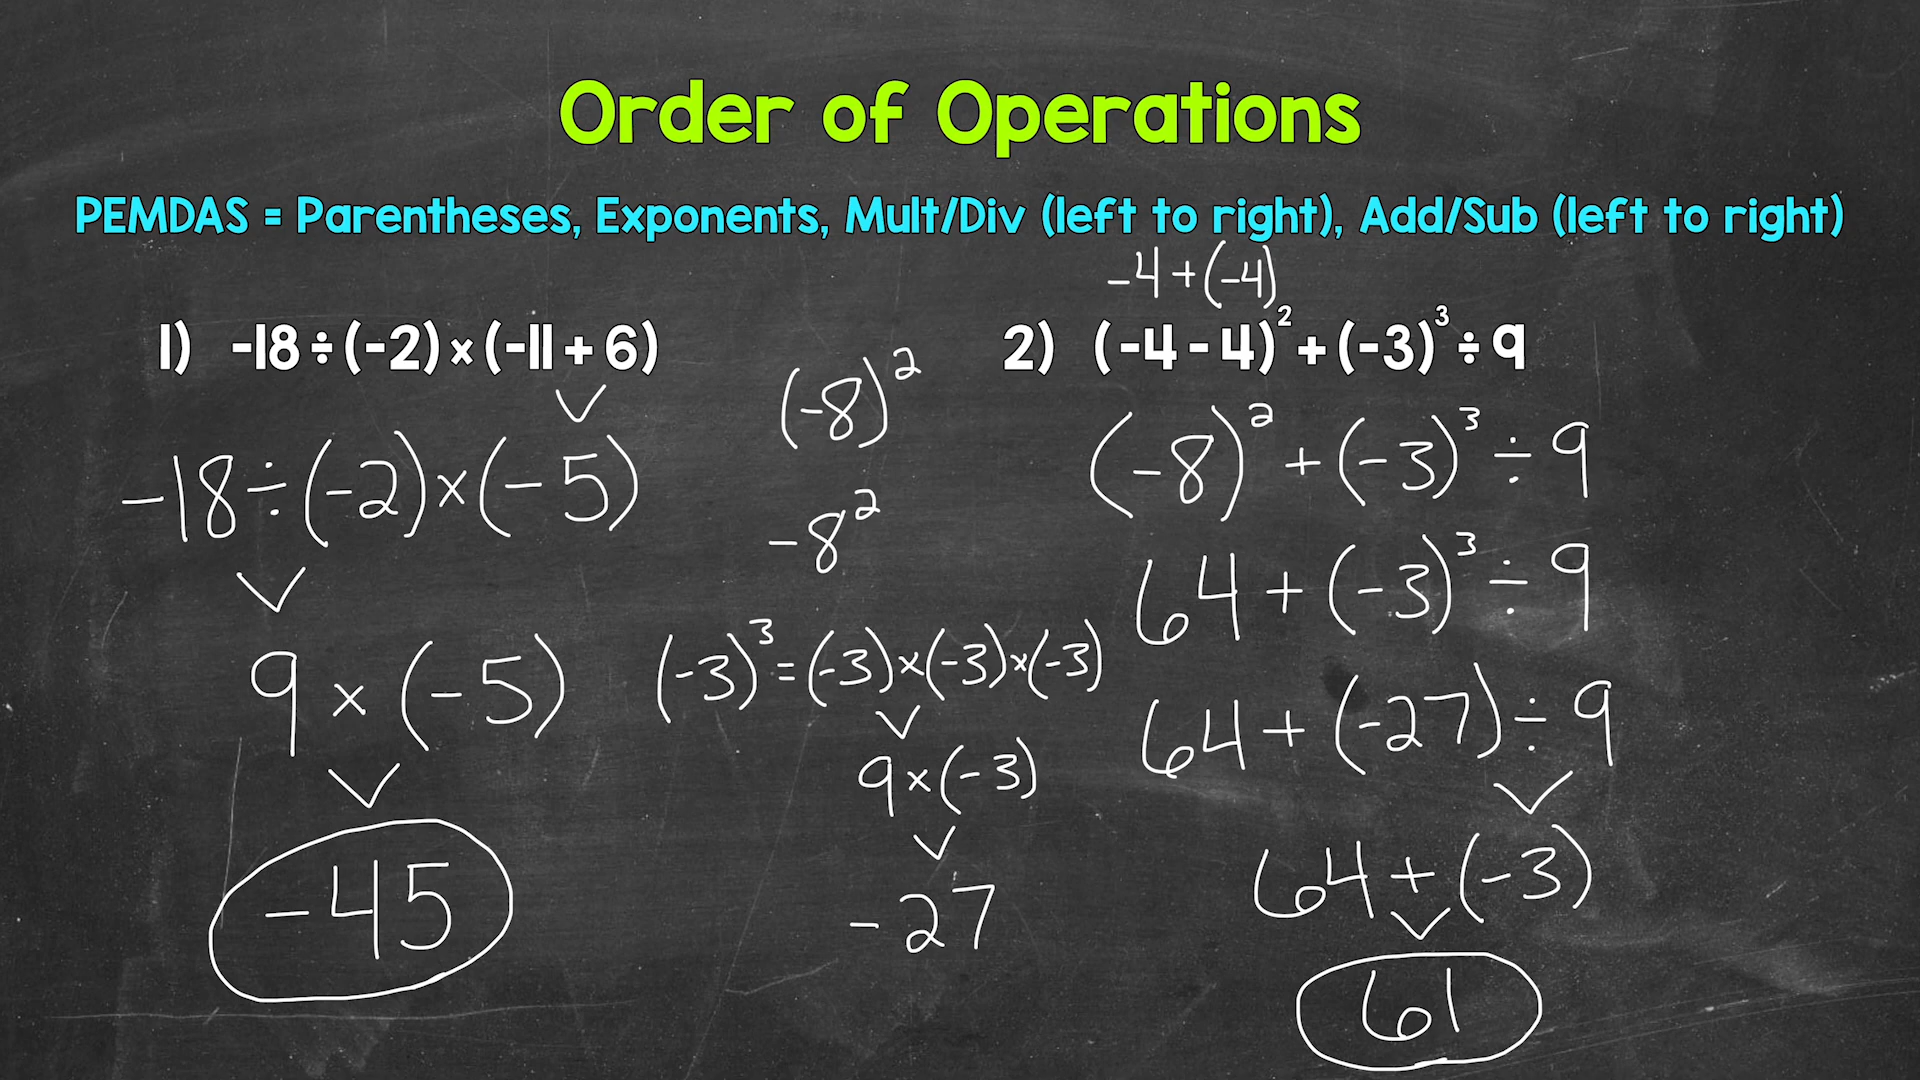 Order of Operations
PEMDAS = Parentheses, Exponents, Mult/Div (left to right), Add/Sub (left to right)
1) -18 ÷ (-2) × (-11 + 6)
-18 ÷ (-2) × (-5)
9 × (-5)
-45
(-8)²
-8²
(-3)³ = (-3) × (-3) × (-3)
9 × (-3)
-27
-4 + (-4)
2) (-4 - 4)² + (-3)³ ÷ 9
(-8)² + (-3)³ ÷ 9
64 + (-3)³ ÷ 9
64 + (-27) ÷ 9
64 + (-3)
61